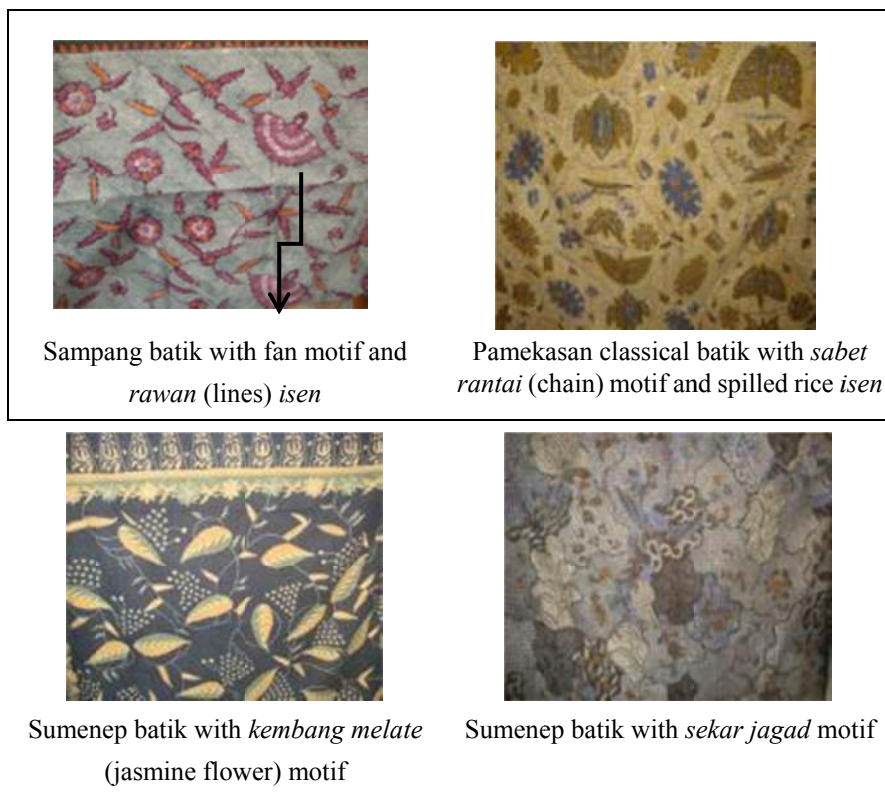 Sampang batik with fan motif and
rawan (lines) isen
Pamekasan classical batik with sabet
rantai (chain) motif and spilled rice isen
Sumenep batik with kembang melate
(jasmine flower) motif
Sumenep batik with sekar jagad motif